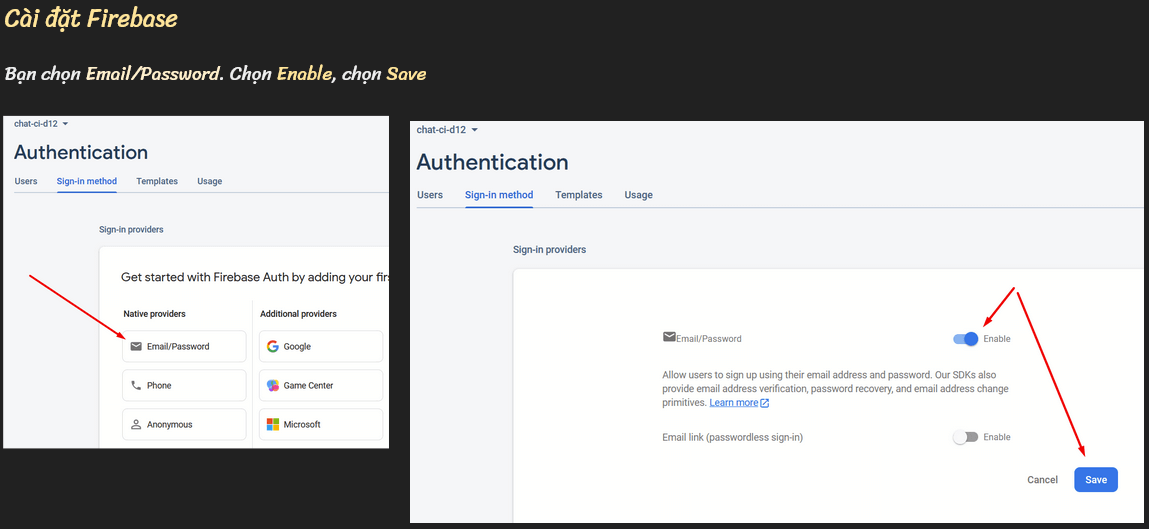 Cài đặt Firebase
Bạn chọn Email/Password. Chọn Enable, chọn Save
chat-ci-d12
Authentication
Users Sign-in method Templates Usage
Sign-in providers
Get started with Firebase Auth by adding your firs
Native providers Additional providers
Email/Password Google
Phone Game Center
Anonymous Microsoft
chat-ci-d12
Authentication
Users Sign-in method Templates Usage
Sign-in providers
Email/Password Enable
Allow users to sign up using their email address and password. Our SDKs also
provide email address verification, password recovery, and email address change
primitives. Learn more
Email link (passwordless sign-in) Enable
Cancel Save